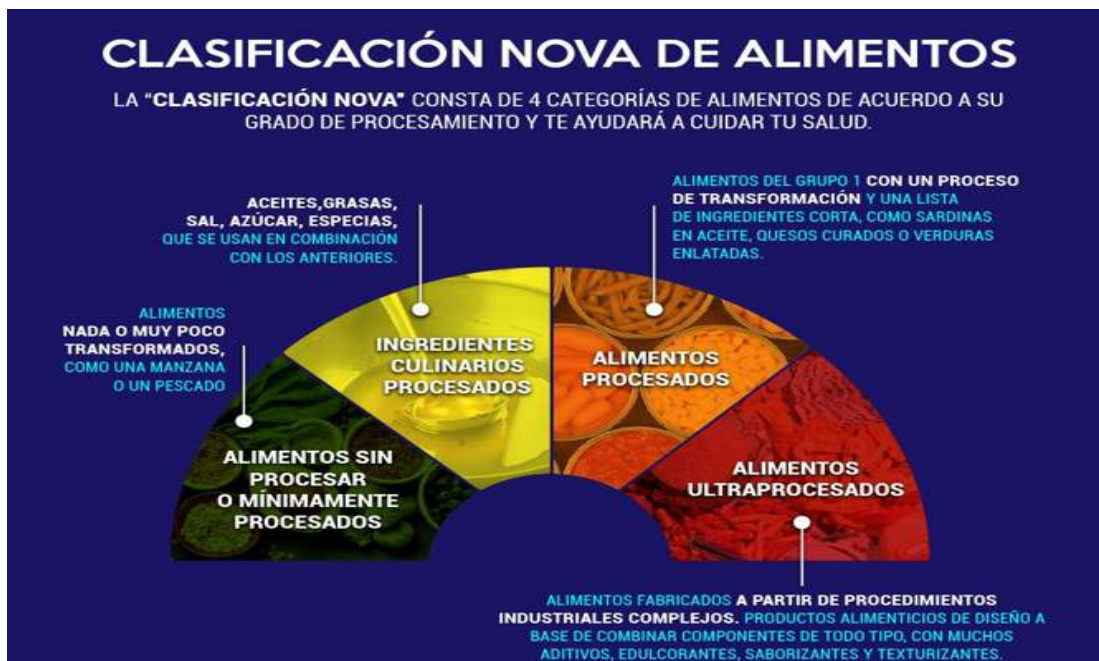 CLASIFICACIÓN NOVA DE ALIMENTOS
LA “CLASIFICACIÓN NOVA” CONSTA DE 4 CATEGORÍAS DE ALIMENTOS DE ACUERDO A SU
GRADO DE PROCESAMIENTO Y TE AYUDARÁ A CUIDAR TU SALUD.
ALIMENTOS
NADA O MUY POCO
TRANSFORMADOS,
COMO UNA MANZANA
O UN PESCADO
ACEITES,GRASAS,
SAL, AZÚCAR, ESPECIAS,
QUE SE USAN EN COMBINACIÓN
CON LOS ANTERIORES.
ALIMENTOS DEL GRUPO 1 CON UN PROCESO
DE TRANSFORMACIÓN Y UNA LISTA
DE INGREDIENTES CORTA, COMO SARDINAS
EN ACEITE, QUESOS CURADOS O VERDURAS
ENLATADAS.
ALIMENTOS SIN
PROCESAR
O MÍNIMAMENTE
PROCESADOS
INGREDIENTES
CULINARIOS
PROCESADOS
ALIMENTOS
PROCESADOS
ALIMENTOS
ULTRAPROCESADOS
ALIMENTOS FABRICADOS A PARTIR DE PROCEDIMIENTOS
INDUSTRIALES COMPLEJOS. PRODUCTOS ALIMENTICIOS DE DISEÑO A
BASE DE COMBINAR COMPONENTES DE TODO TIPO, CON MUCHOS
ADITIVOS, EDULCORANTES, SABORIZANTES Y TEXTURIZANTES.